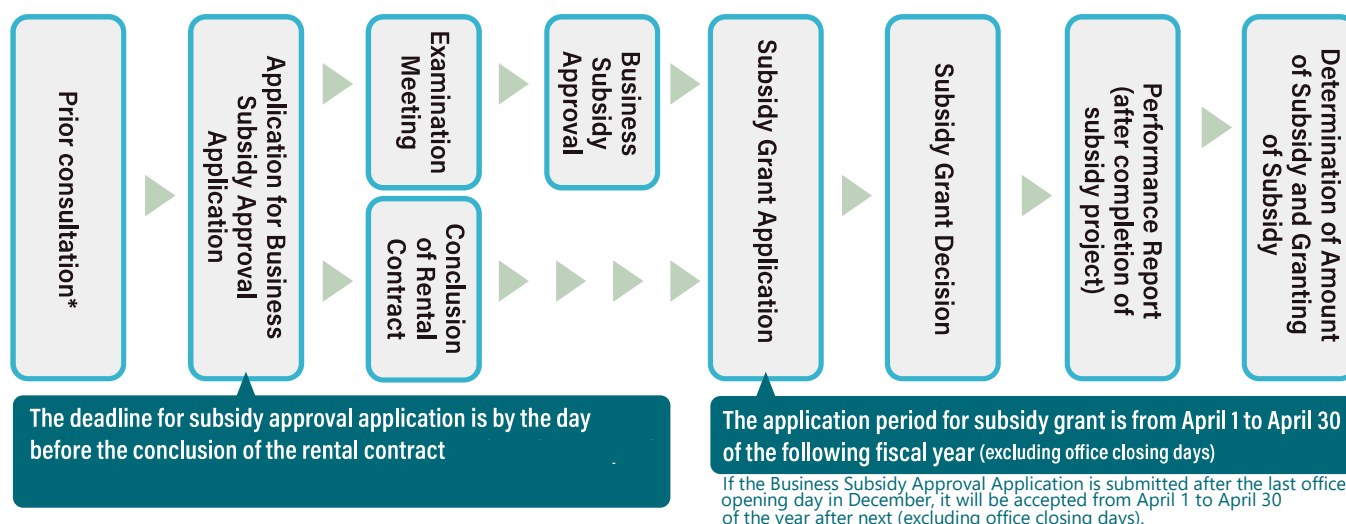 Prior consultation*
Application for Business
Subsidy Approval
Application
Examination
Meeting
Business
Subsidy
Approval
Conclusion
of Rental
Contract
Subsidy Grant Application
Subsidy Grant Decision
Performance Report
(after completion of
subsidy project)
Determination of Amount
of Subsidy and Granting
of Subsidy
The deadline for subsidy approval application is by the day
before the conclusion of the rental contract
The application period for subsidy grant is from April 1 to April 30
of the following fiscal year (excluding office closing days)
If the Business Subsidy Approval Application is submitted after the last office
opening day in December, it will be accepted from April 1 to April 30
of the year after next (excluding office closing days).